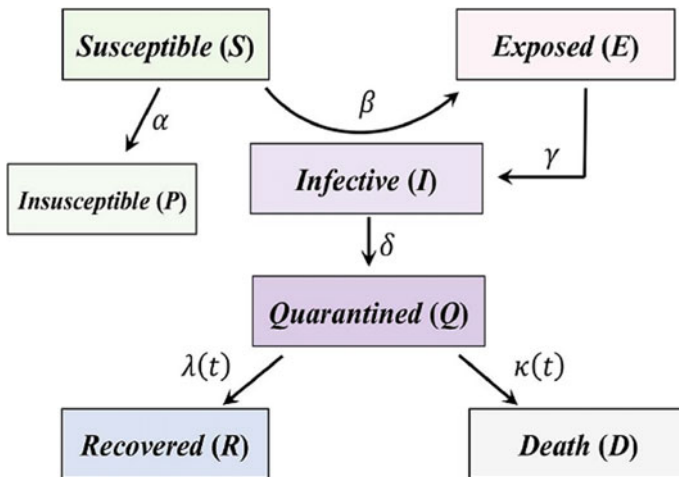 Susceptible (S)
Exposed (E)
α
β
γ
Insusceptible (P)
Infective (I)
δ
Quarantined (Q)
λ(t)
κ(t)
Recovered (R)
Death (D)